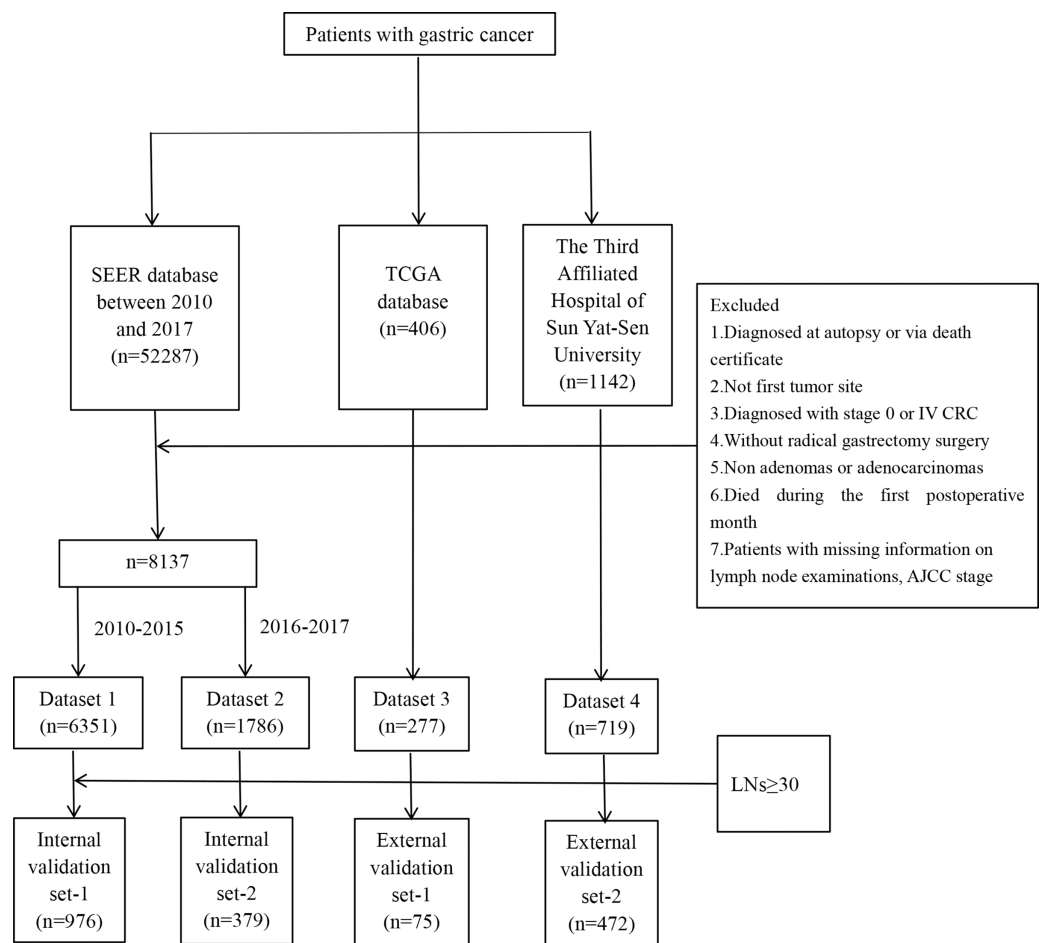 Patients with gastric cancer
SEER database
between 2010
and 2017
(n=52287)
TCGA
database
(n=406)
The Third
Affiliated
Hospital of
Sun Yat-Sen
University
(n=1142)
Excluded
1.Diagnosed at autopsy or via death
certificate
2.Not first tumor site
3.Diagnosed with stage 0 or IV CRC
4.Without radical gastrectomy surgery
5.Non adenomas or adenocarcinomas
6.Died during the first postoperative
month
7.Patients with missing information on
lymph node examinations, AJCC stage
n=8137
2010-2015
2016-2017
Dataset 1
(n=6351)
Dataset 2
(n=1786)
Dataset 3
(n=277)
Dataset 4
(n=719)
LNs≥30
Internal
validation
set-1
(n=976)
Internal
validation
set-2
(n=379)
External
validation
set-1
(n=75)
External
validation
set-2
(n=472)